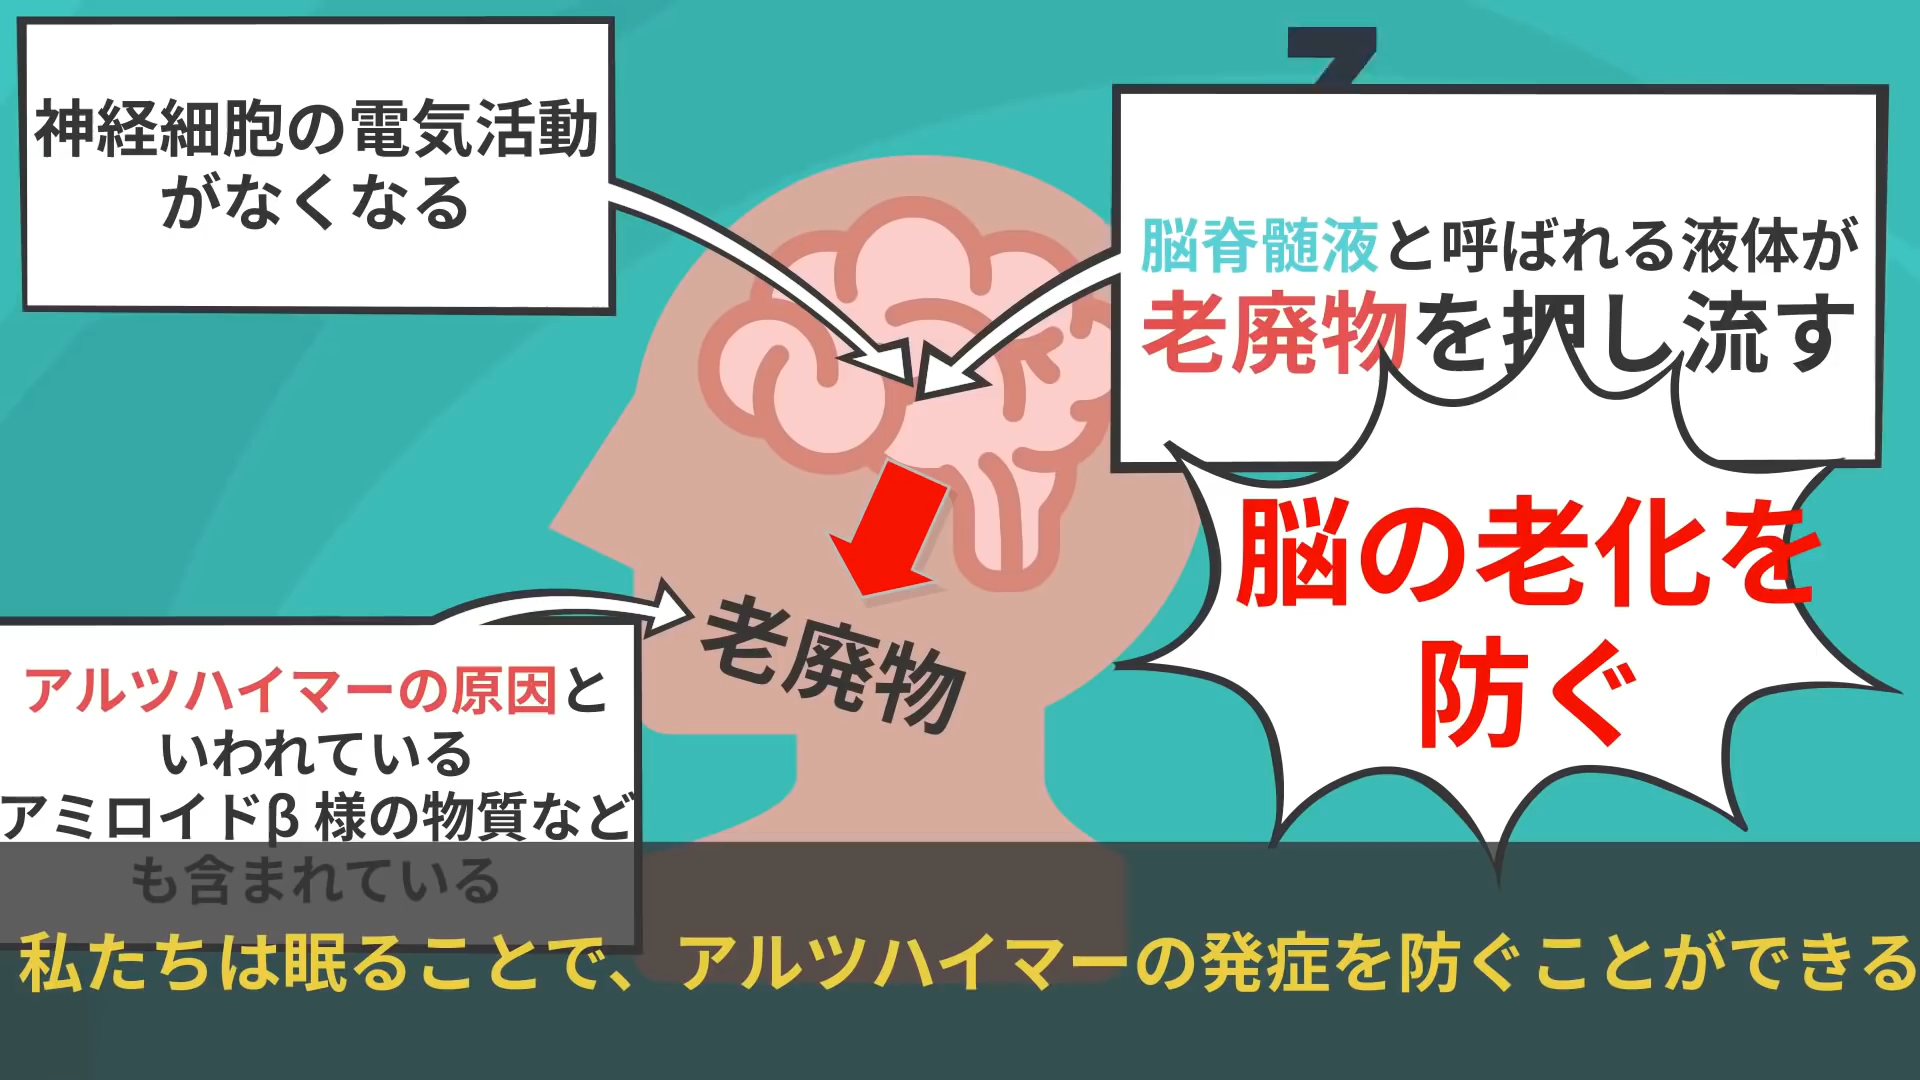 神経細胞の電気活動
がなくなる
脳脊髄液と呼ばれる液体が
老廃物を押し流す
脳の老化を
防ぐ
老廃物
アルツハイマーの原因と
いわれている
アミロイドβ様の物質など
も含まれている
私たちは眠ることで、アルツハイマーの発症を防ぐことができる